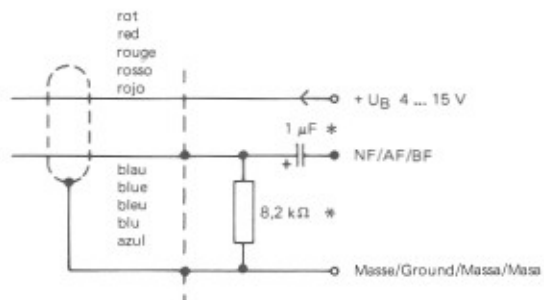 rot
red
rouge
rosso
rojo
+ UB 4 ... 15 V
1 µF *
+
NF/AF/BF
blau
blue
bleu
blu
azul
8,2 kΩ *
Masse/Ground/Massa/Masa